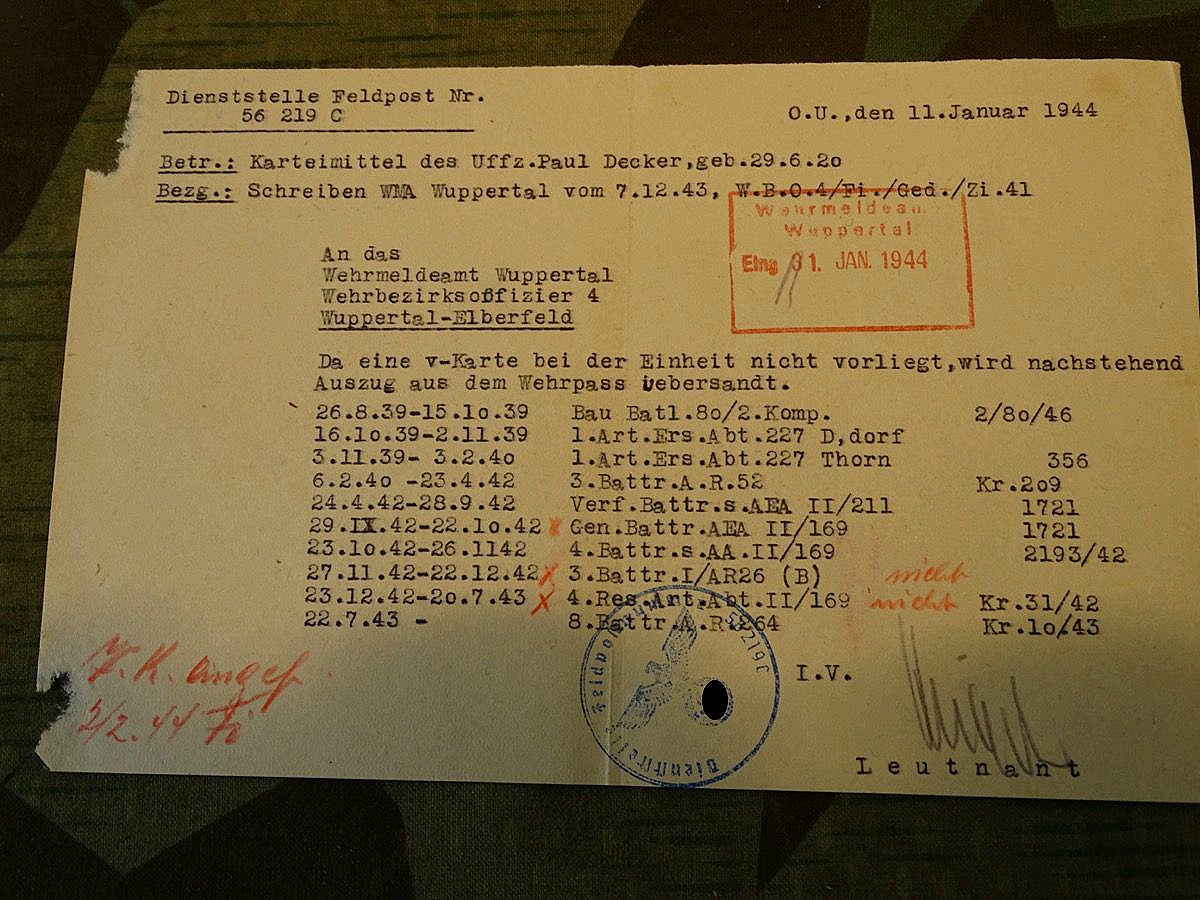 Dienststelle Feldpost Nr.
56 219 C
O.U.,den 11.Januar 1944
Betr.: Karteimittel des Uffz.Paul Decker,geb.29.6.2o
Bezg.: Schreiben WMA Wuppertal vom 7.12.43, W.B.O.4/Fi./Ged./Zi.41
Wehrmeldeam
Wuppertal
Eing 31. JAN. 1944
An das
Wehrmeldeamt Wuppertal
Wehrbezirksoffizier 4
Wuppertal-Elberfeld
Da eine v-Karte bei der Einheit nicht vorliegt,wird nachstehend
Auszug aus dem Wehrpass uebersandt.
26.8.39-15.1o.39 Bau Batl.8o/2.Komp. 2/8o/46
16.1o.39-2.11.39 1.Art.Ers.Abt.227 D,dorf
3.11.39- 3.2.4o 1.Art.Ers.Abt.227 Thorn 356
6.2.4o -23.4.42 3.Battr.A.R.52 Kr.2o9
24.4.42-28.9.42 Verf.Battr.s.AEA II/211 1721
29.IX.42-22.1o.42 x Gen.Battr.AEA II/169 1721
23.1o.42-26.1142 4.Battr.s.AA.II/169 2193/42
27.11.42-22.12.42 x 3.Battr.I/AR26 (B) nicht
23.12.42-2o.7.43 x 4.Res.Art.Abt.II/169 nicht Kr.31/42
22.7.43 - 8.Battr.A.R.264 Kr.1o/43
V.K. angef
2/2.44 Fi
I.V.
Dienststelle Feldpostnummer 56219C
Leutnant